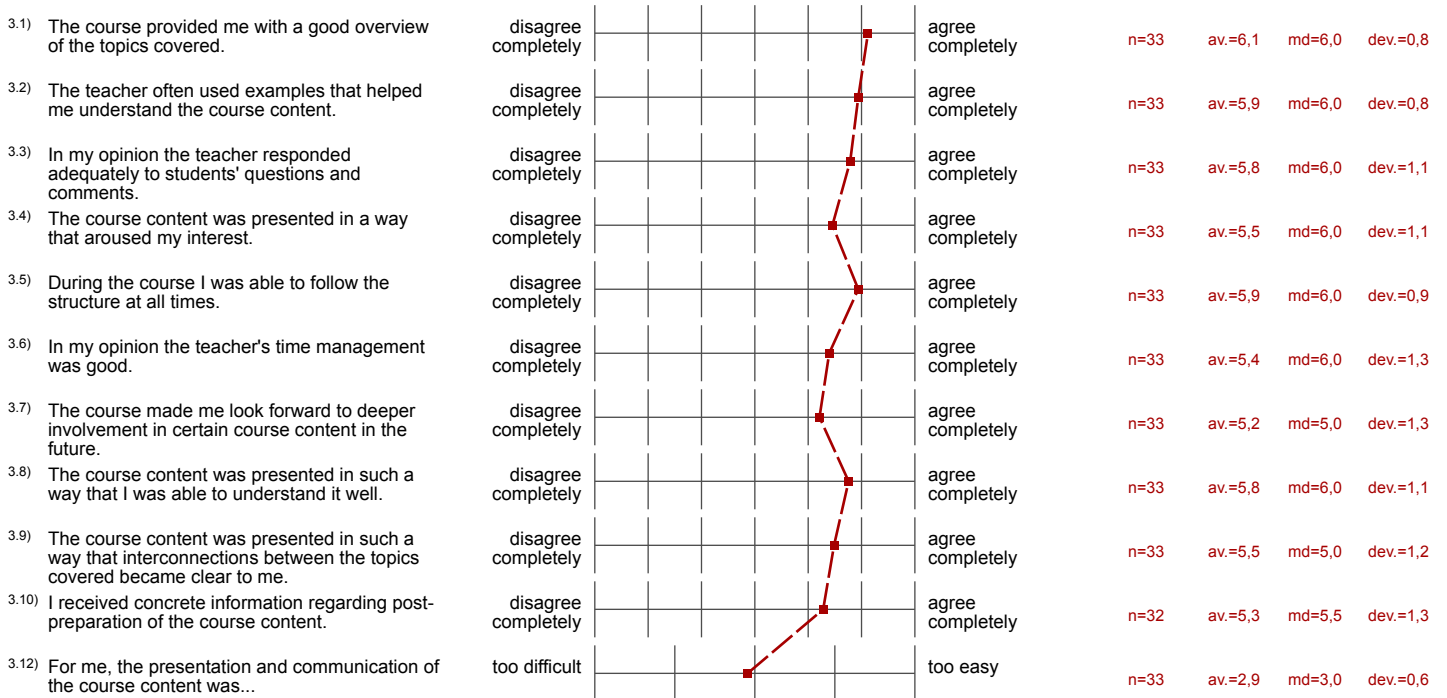 3.1) The course provided me with a good overview
of the topics covered.
disagree
completely
agree
completely
n=33 av.=6,1 md=6,0 dev.=0,8
3.2) The teacher often used examples that helped
me understand the course content.
disagree
completely
agree
completely
n=33 av.=5,9 md=6,0 dev.=0,8
3.3) In my opinion the teacher responded
adequately to students' questions and
comments.
disagree
completely
agree
completely
n=33 av.=5,8 md=6,0 dev.=1,1
3.4) The course content was presented in a way
that aroused my interest.
disagree
completely
agree
completely
n=33 av.=5,5 md=6,0 dev.=1,1
3.5) During the course I was able to follow the
structure at all times.
disagree
completely
agree
completely
n=33 av.=5,9 md=6,0 dev.=0,9
3.6) In my opinion the teacher's time management
was good.
disagree
completely
agree
completely
n=33 av.=5,4 md=6,0 dev.=1,3
3.7) The course made me look forward to deeper
involvement in certain course content in the
future.
disagree
completely
agree
completely
n=33 av.=5,2 md=5,0 dev.=1,3
3.8) The course content was presented in such a
way that I was able to understand it well.
disagree
completely
agree
completely
n=33 av.=5,8 md=6,0 dev.=1,1
3.9) The course content was presented in such a
way that interconnections between the topics
covered became clear to me.
disagree
completely
agree
completely
n=33 av.=5,5 md=5,0 dev.=1,2
3.10) I received concrete information regarding post-
preparation of the course content.
disagree
completely
agree
completely
n=32 av.=5,3 md=5,5 dev.=1,3
3.12) For me, the presentation and communication of
the course content was...
too difficult
too easy
n=33 av.=2,9 md=3,0 dev.=0,6